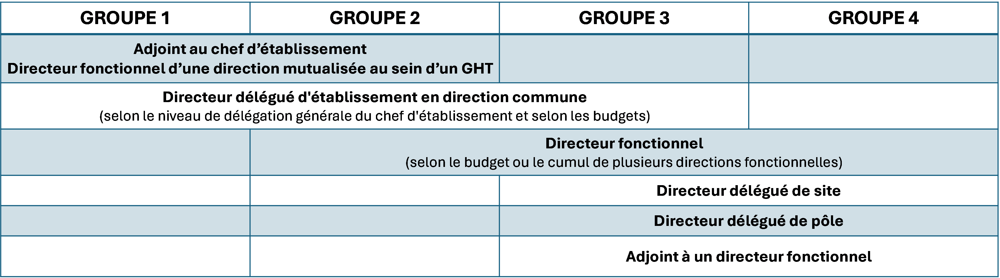 GROUPE 1 GROUPE 2 GROUPE 3 GROUPE 4
Adjoint au chef d’établissement
Directeur fonctionnel d’une direction mutualisée au sein d’un GHT
Directeur délégué d'établissement en direction commune
(selon le niveau de délégation générale du chef d'établissement et selon les budgets)
Directeur fonctionnel
(selon le budget ou le cumul de plusieurs directions fonctionnelles)
Directeur délégué de site
Directeur délégué de pôle
Adjoint à un directeur fonctionnel